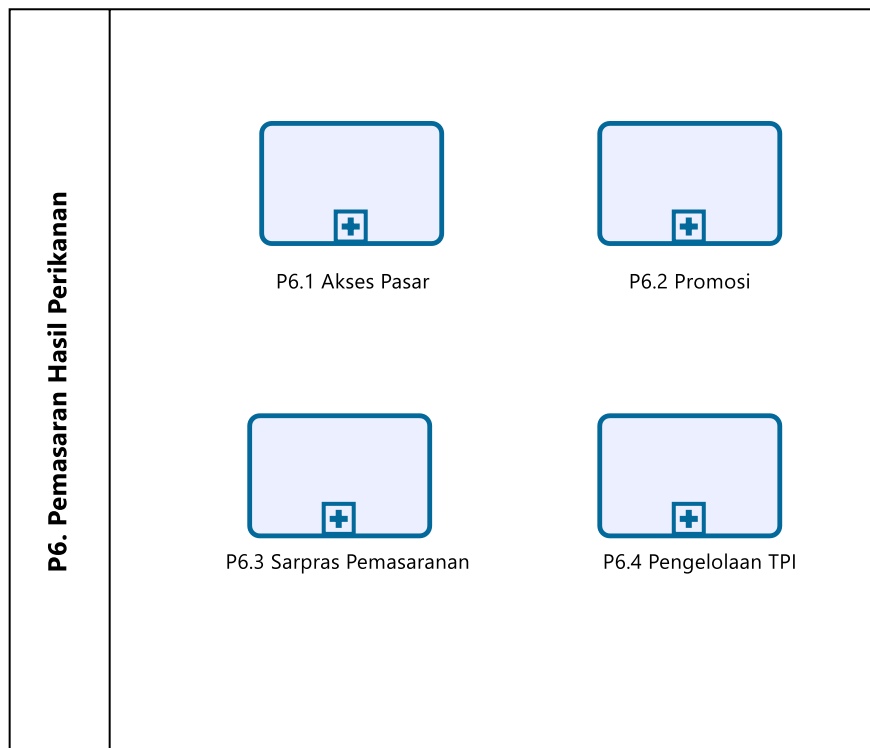 P6. Pemasaran Hasil Perikanan
P6.1 Akses Pasar
P6.2 Promosi
P6.3 Sarpras Pemasaranan
P6.4 Pengelolaan TPI